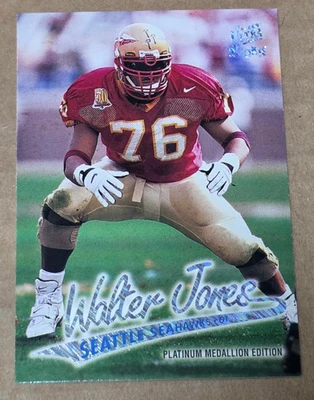 76
Walter Jones
SEATTLE SEAHAWKS
PLATINUM MEDALLION EDITION